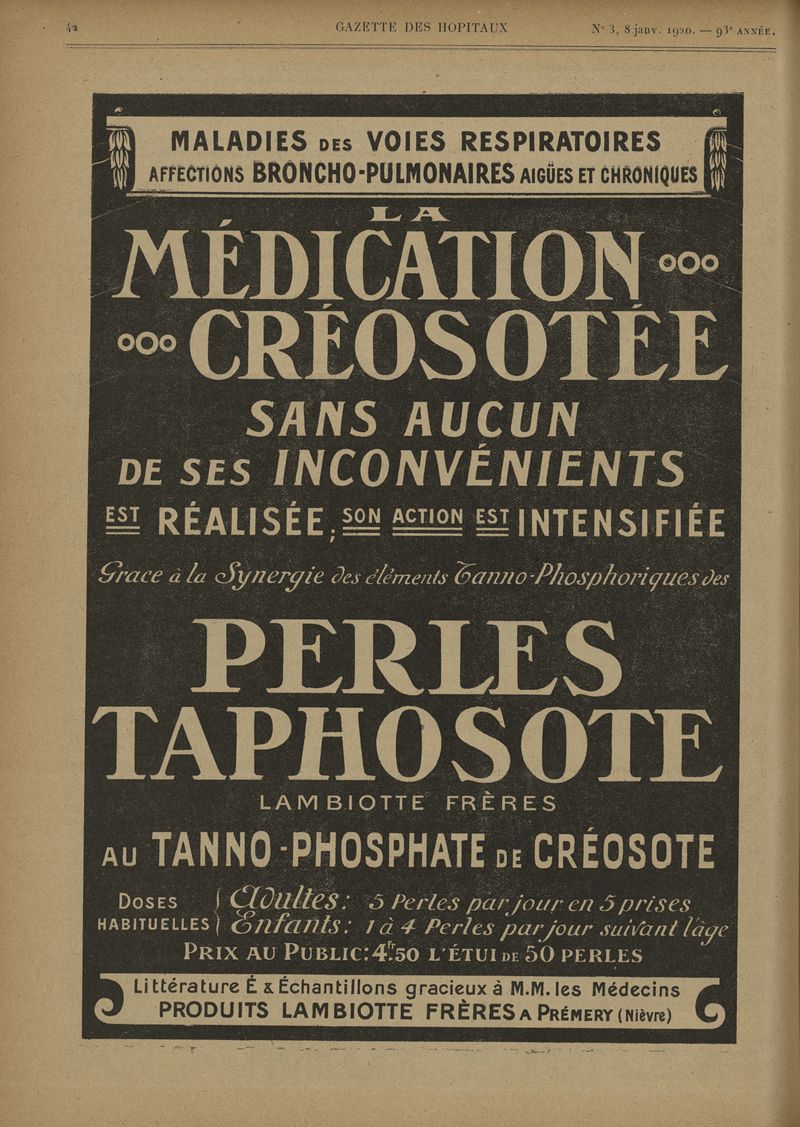 42 GAZETTE DES HOPITAUX N° 3, 8 janv. 1920. — 93e ANNÉE.
MALADIES DES VOIES RESPIRATOIRES
AFFECTIONS BRONCHO-PULMONAIRES AIGÜES ET CHRONIQUES
LA
MÉDICATION
CRÉOSOTÉE
SANS AUCUN
DE SES INCONVÉNIENTS
EST RÉALISÉE; SON ACTION EST INTENSIFIÉE
Grace à la Synergie des éléments Tanno-Phosphoriques des
PERLES
TAPHOSOTE
LAMBIOTTE FRÈRES
AU TANNO-PHOSPHATE DE CRÉOSOTE
DOSES HABITUELLES
Adultes: 5 Perles par jour en 5 prises
Enfants: 1 à 4 Perles par jour suivant l'âge
PRIX AU PUBLIC: 4fr.50 L'ÉTUI DE 50 PERLES
Littérature É & Échantillons gracieux à M.M. les Médecins
PRODUITS LAMBIOTTE FRÈRES A PRÉMERY (Nièvre)